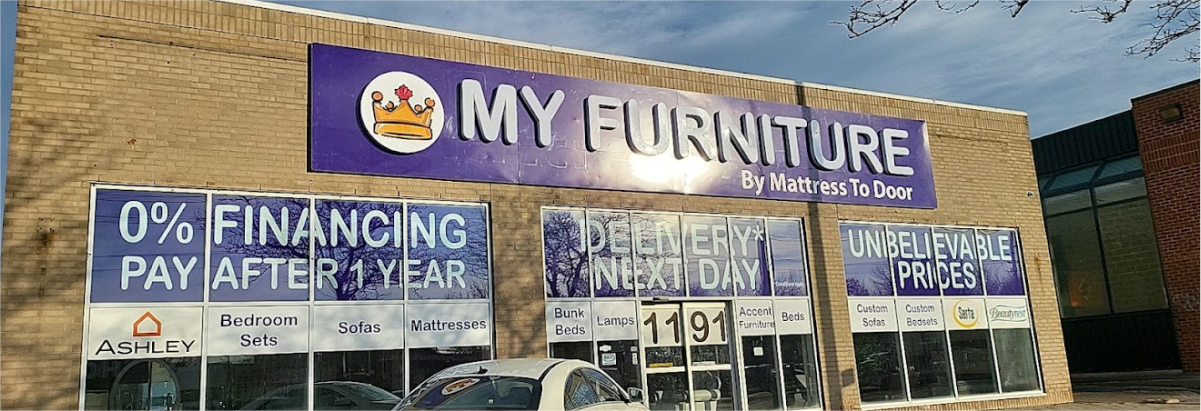 MY FURNITURE
By Mattress To Door
0% FINANCING
PAY AFTER 1 YEAR
DELIVERY*
NEXT DAY
UNBELIEVABLE
PRICES
ASHLEY
Bedroom
Sets
Sofas
Mattresses
Bunk
Beds
Lamps
1191
Accent
Furniture
Beds
Custom
Sofas
Custom
Bedsets
Serta
Beautyrest